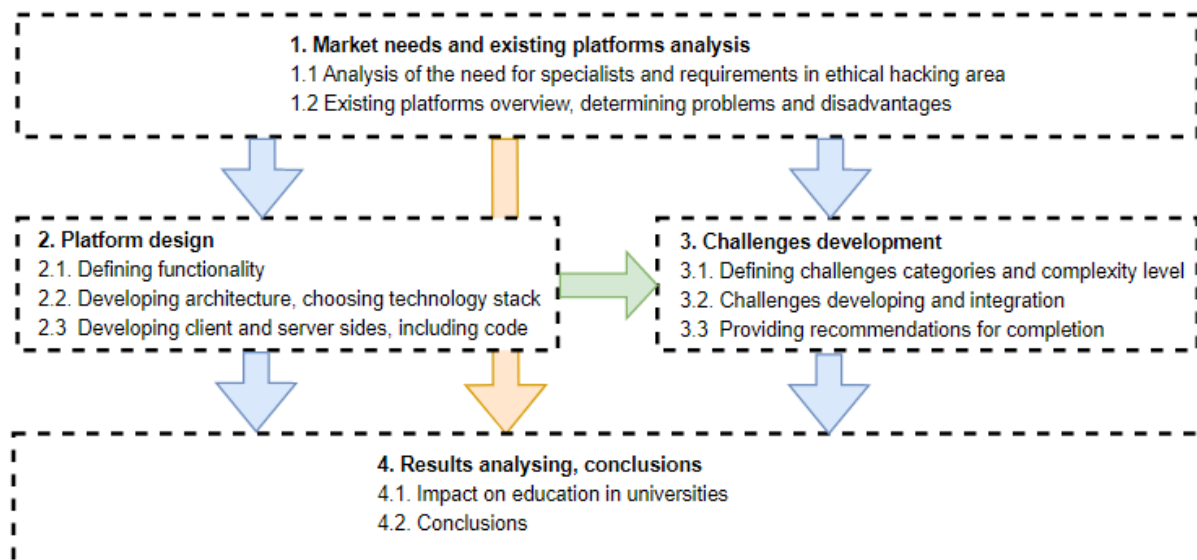 1. Market needs and existing platforms analysis
1.1 Analysis of the need for specialists and requirements in ethical hacking area
1.2 Existing platforms overview, determining problems and disadvantages
2. Platform design
2.1. Defining functionality
2.2. Developing architecture, choosing technology stack
2.3 Developing client and server sides, including code
3. Challenges development
3.1. Defining challenges categories and complexity level
3.2. Challenges developing and integration
3.3 Providing recommendations for completion
4. Results analysing, conclusions
4.1. Impact on education in universities
4.2. Conclusions